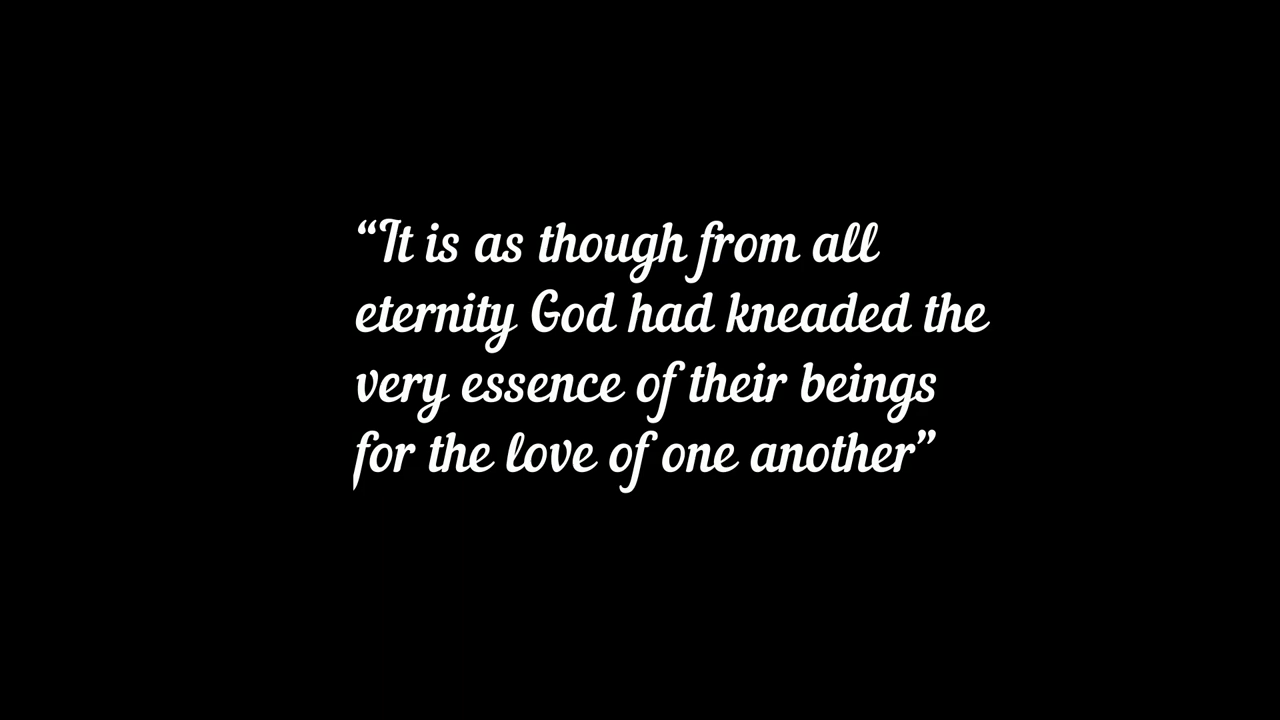 “It is as though from all
eternity God had kneaded the
very essence of their beings
for the love of one another”